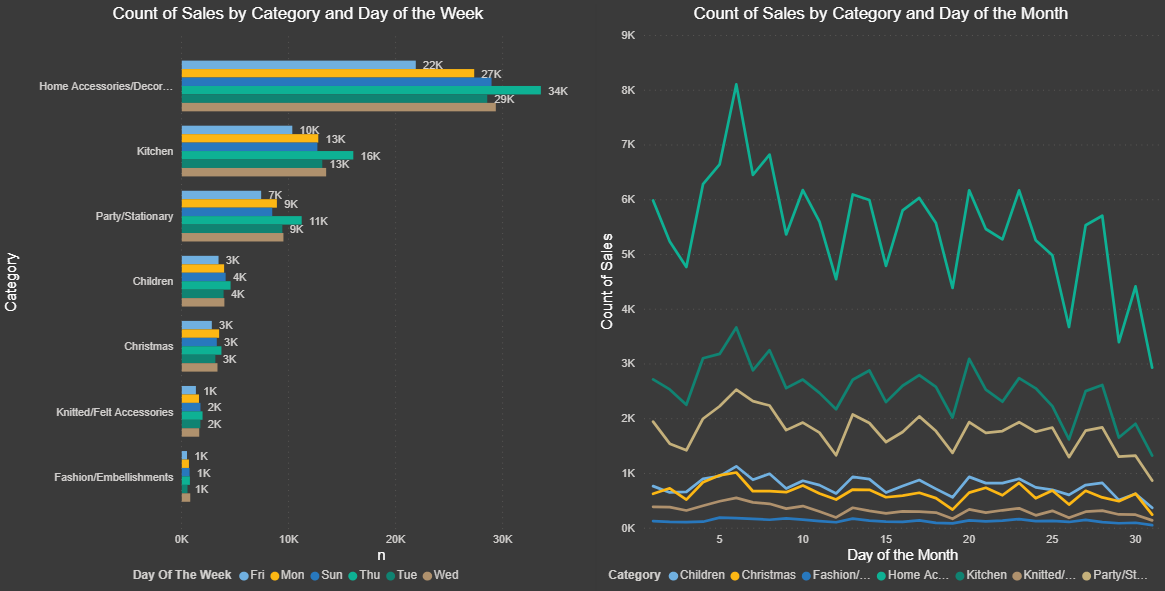 Count of Sales by Category and Day of the Week
Home Accessories/Decor…
22K
27K
34K
29K
Kitchen
10K
13K
16K
13K
Party/Stationary
7K
9K
11K
9K
Children
3K
4K
4K
Christmas
3K
3K
3K
Knitted/Felt Accessories
1K
2K
2K
Fashion/Embellishments
1K
1K
1K
Category
0K 10K 20K 30K
n
Day Of The Week Fri Mon Sun Thu Tue Wed
Count of Sales by Category and Day of the Month
9K
8K
7K
6K
5K
4K
3K
2K
1K
0K
Count of Sales
5 10 15 20 25 30
Day of the Month
Category Children Christmas Fashion/… Home Ac… Kitchen Knitted/… Party/St…